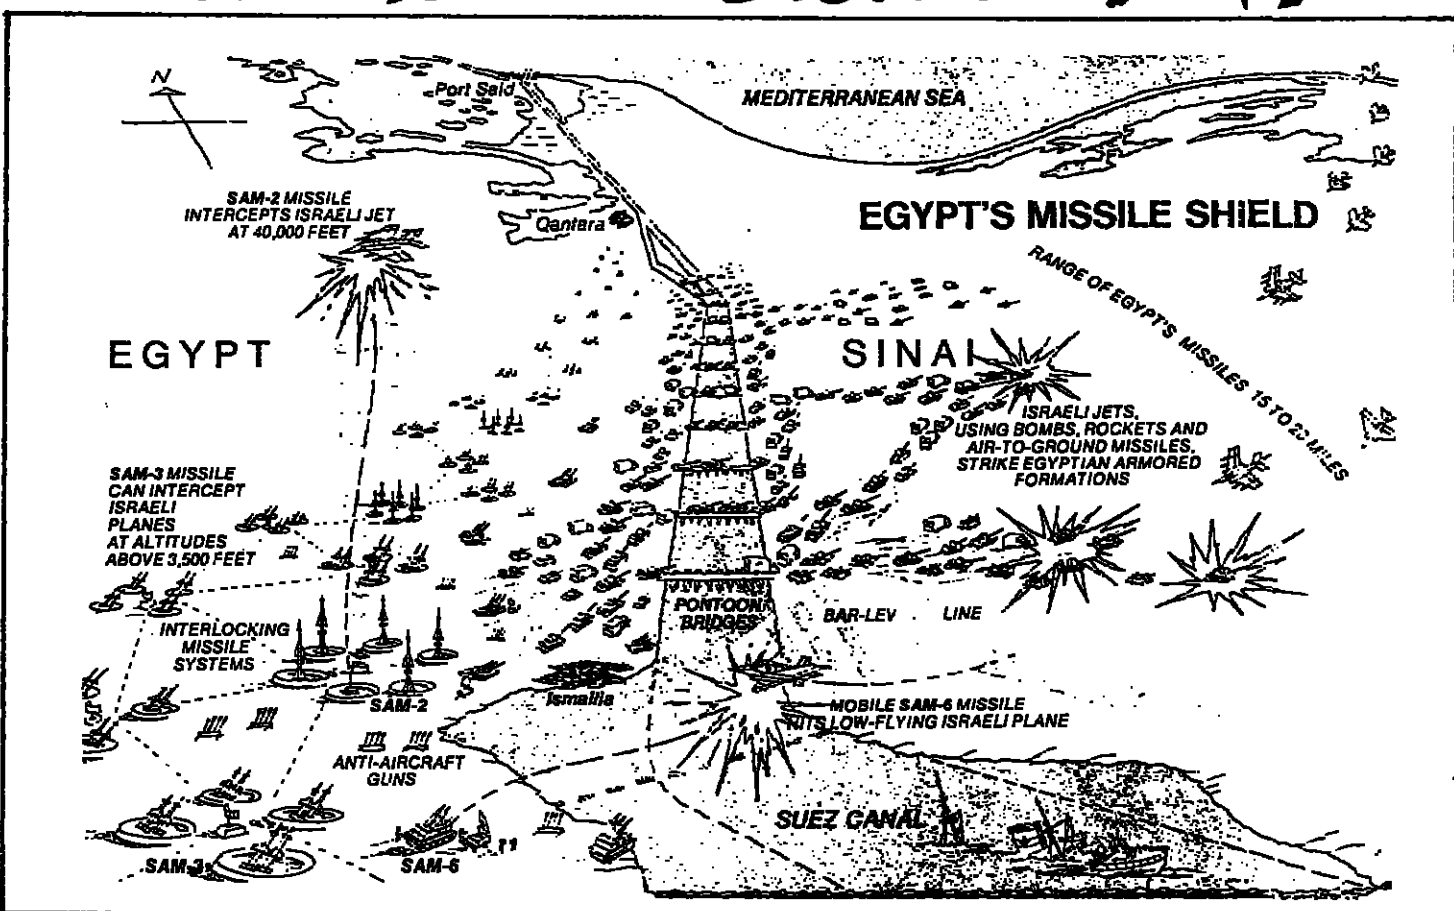 N
Port Said
MEDITERRANEAN SEA
SAM-2 MISSILE
INTERCEPTS ISRAELI JET
AT 40,000 FEET
Qantara
EGYPT'S MISSILE SHIELD
RANGE OF EGYPT'S MISSILES 15 TO MILES
EGYPT
SINAI
ISRAELI JETS,
USING BOMBS, ROCKETS AND
AIR-TO-GROUND MISSILES,
STRIKE EGYPTIAN ARMORED
FORMATIONS
SAM-3 MISSILE
CAN INTERCEPT
ISRAELI
PLANES
AT ALTITUDES
ABOVE 3,500 FEET
PONTOON
BRIDGES
BAR-LEV LINE
INTERLOCKING
MISSILE
SYSTEMS
SAM-2
Ismailia
MOBILE SAM-6 MISSILE
HITS LOW-FLYING ISRAELI PLANE
ANTI-AIRCRAFT
GUNS
SUEZ CANAL
SAM-3
SAM-6